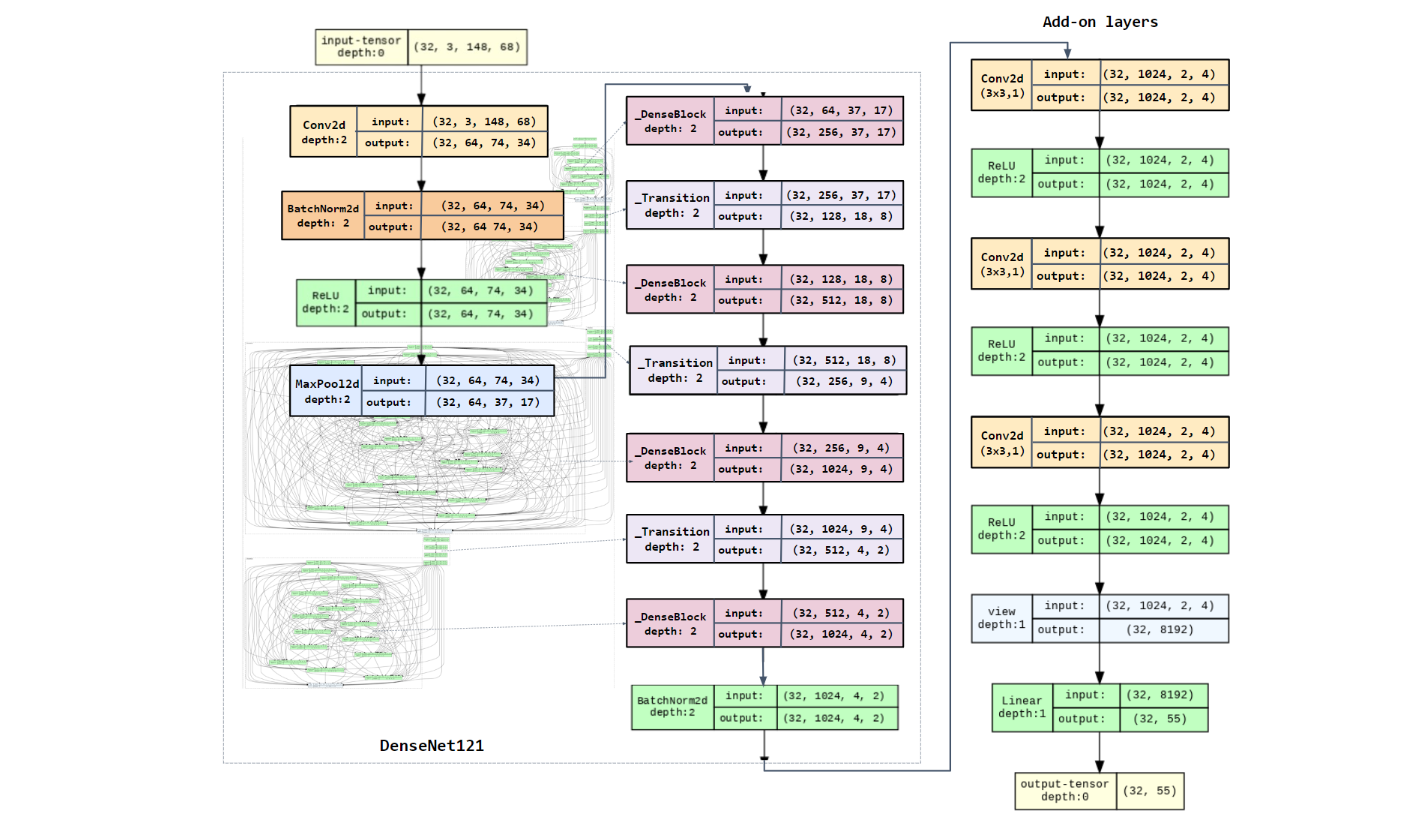 input-tensor
depth:0
(32, 3, 148, 68)
Conv2d
depth:2
input: (32, 3, 148, 68)
output: (32, 64, 74, 34)
BatchNorm2d
depth: 2
input: (32, 64, 74, 34)
output: (32, 64 74, 34)
ReLU
depth:2
input: (32, 64, 74, 34)
output: (32, 64, 74, 34)
MaxPool2d
depth:2
input: (32, 64, 74, 34)
output: (32, 64, 37, 17)
DenseNet121
_DenseBlock
depth: 2
input: (32, 64, 37, 17)
output: (32, 256, 37, 17)
_Transition
depth: 2
input: (32, 256, 37, 17)
output: (32, 128, 18, 8)
_DenseBlock
depth: 2
input: (32, 128, 18, 8)
output: (32, 512, 18, 8)
_Transition
depth: 2
input: (32, 512, 18, 8)
output: (32, 256, 9, 4)
_DenseBlock
depth: 2
input: (32, 256, 9, 4)
output: (32, 1024, 9, 4)
_Transition
depth: 2
input: (32, 1024, 9, 4)
output: (32, 512, 4, 2)
_DenseBlock
depth: 2
input: (32, 512, 4, 2)
output: (32, 1024, 4, 2)
BatchNorm2d
depth:2
input: (32, 1024, 4, 2)
output: (32, 1024, 4, 2)
Add-on layers
Conv2d
(3x3,1)
input: (32, 1024, 2, 4)
output: (32, 1024, 2, 4)
ReLU
depth:2
input: (32, 1024, 2, 4)
output: (32, 1024, 2, 4)
Conv2d
(3x3,1)
input: (32, 1024, 2, 4)
output: (32, 1024, 2, 4)
ReLU
depth:2
input: (32, 1024, 2, 4)
output: (32, 1024, 2, 4)
Conv2d
(3x3,1)
input: (32, 1024, 2, 4)
output: (32, 1024, 2, 4)
ReLU
depth:2
input: (32, 1024, 2, 4)
output: (32, 1024, 2, 4)
view
depth:1
input: (32, 1024, 2, 4)
output: (32, 8192)
Linear
depth:1
input: (32, 8192)
output: (32, 55)
output-tensor
depth:0
(32, 55)